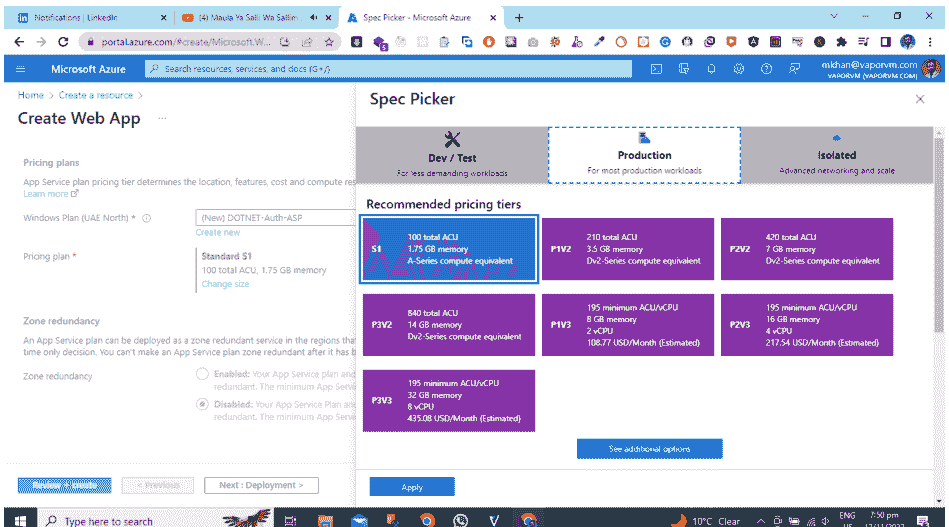 Notifications | LinkedIn
(4) Maula Ya Salli Wa Sallim
Spec Picker - Microsoft Azure
portal.azure.com/#create/Microsoft.W...
Microsoft Azure
Search resources, services, and docs (G+/)
mkhan@vaporvm.com
VAPORVM (VAPORVM.COM)
Home > Create a resource >
Create Web App ...
Pricing plans
App Service plan pricing tier determines the location, features, cost and compute res
Learn more
Windows Plan (UAE North) *
(New) DOTNET-Auth-ASP
Create new
Pricing plan *
Standard S1
100 total ACU, 1.75 GB memory
Change size
Zone redundancy
An App Service plan can be deployed as a zone redundant service in the regions tha
time only decision. You can't make an App Service plan zone redundant after it has b
Zone redundancy
Enabled: Your App Service plan and
redundant. The minimum App Servi
Disabled: Your App Service Plan an
redundant. The minimum App Servi
Review + create
< Previous
Next : Deployment >
Spec Picker
Dev / Test
For less demanding workloads
Production
For most production workloads
Isolated
Advanced networking and scale
Recommended pricing tiers
S1
100 total ACU
1.75 GB memory
A-Series compute equivalent
P1V2
210 total ACU
3.5 GB memory
Dv2-Series compute equivalent
P2V2
420 total ACU
7 GB memory
Dv2-Series compute equivalent
P3V2
840 total ACU
14 GB memory
Dv2-Series compute equivalent
P1V3
195 minimum ACU/vCPU
8 GB memory
2 vCPU
108.77 USD/Month (Estimated)
P2V3
195 minimum ACU/vCPU
16 GB memory
4 vCPU
217.54 USD/Month (Estimated)
P3V3
195 minimum ACU/vCPU
32 GB memory
8 vCPU
435.08 USD/Month (Estimated)
See additional options
Apply
Type here to search
10°C Clear
ENG
US
7:50 pm